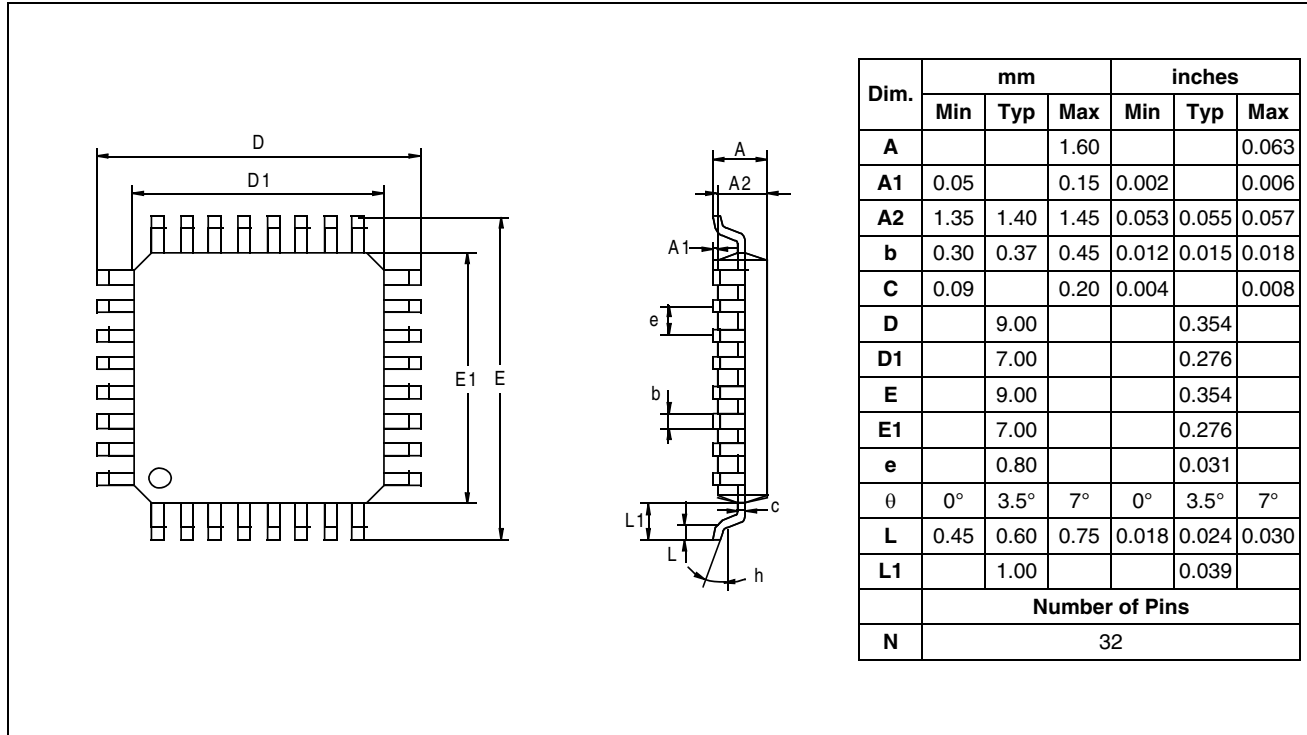 D
D1
E1
E
A
A2
A1
e
b
c
L1
L
h
Dim. mm inches
Min Typ Max Min Typ Max
A 1.60 0.063
A1 0.05 0.15 0.002 0.006
A2 1.35 1.40 1.45 0.053 0.055 0.057
b 0.30 0.37 0.45 0.012 0.015 0.018
C 0.09 0.20 0.004 0.008
D 9.00 0.354
D1 7.00 0.276
E 9.00 0.354
E1 7.00 0.276
e 0.80 0.031
θ 0° 3.5° 7° 0° 3.5° 7°
L 0.45 0.60 0.75 0.018 0.024 0.030
L1 1.00 0.039
Number of Pins
N 32